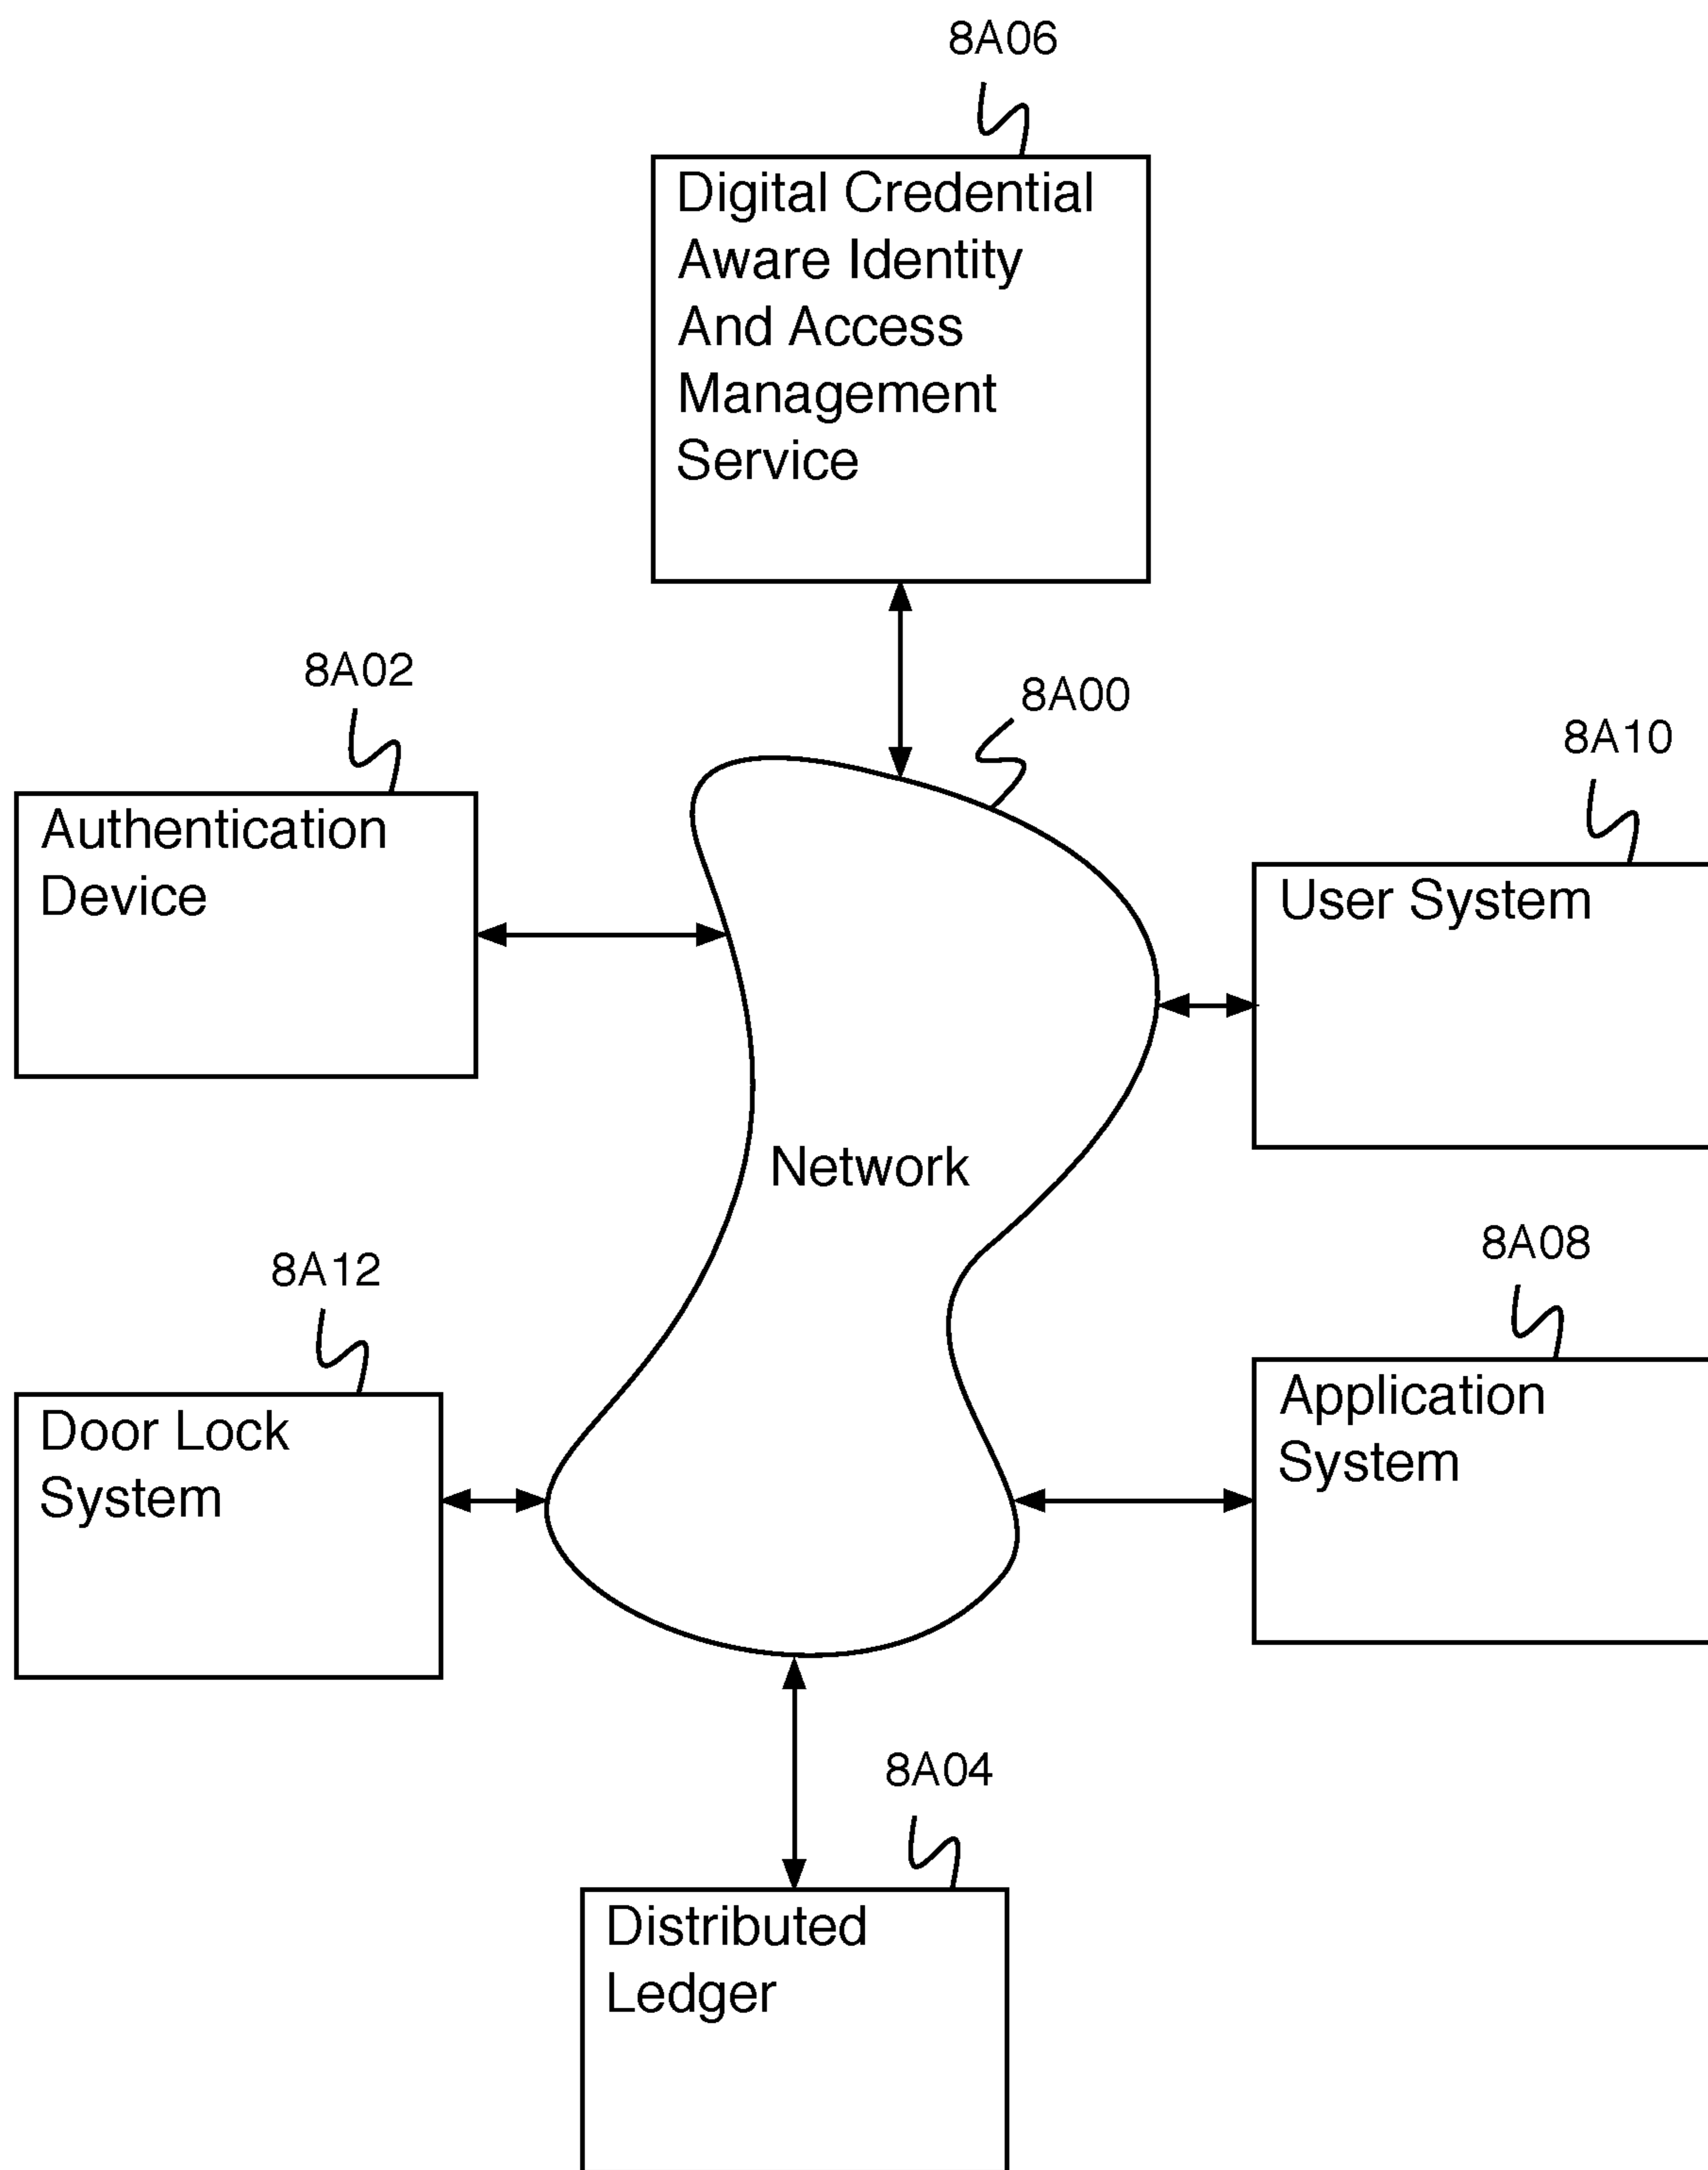 8A06
Digital Credential
Aware Identity
And Access
Management
Service
8A02
8A00
8A10
Authentication
Device
User System
Network
8A12
8A08
Door Lock
System
Application
System
8A04
Distributed
Ledger